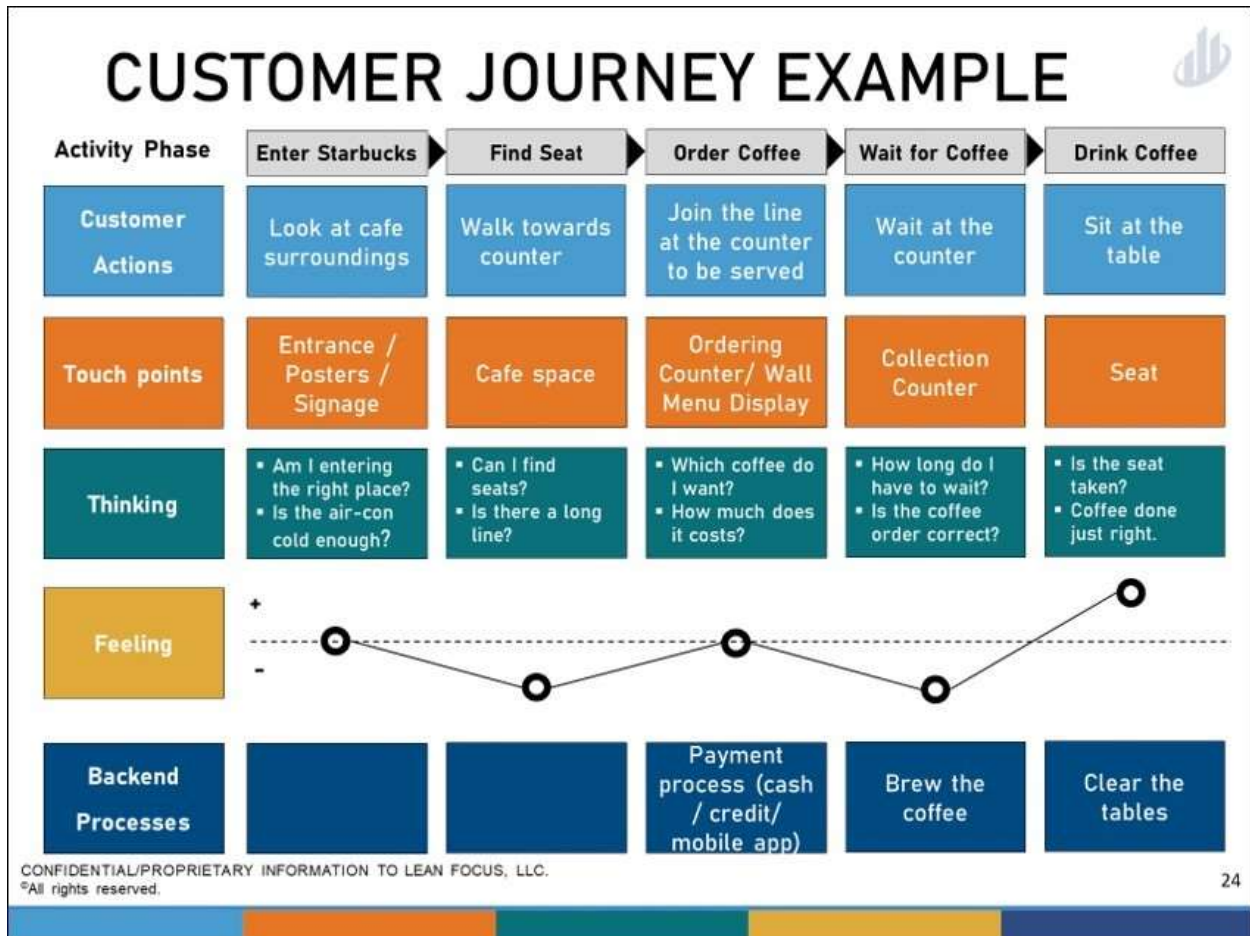 CUSTOMER JOURNEY EXAMPLE
Activity Phase
Enter Starbucks
Find Seat
Order Coffee
Wait for Coffee
Drink Coffee
Customer
Actions
Look at cafe
surroundings
Walk towards
counter
Join the line
at the counter
to be served
Wait at the
counter
Sit at the
table
Touch points
Entrance /
Posters /
Signage
Cafe space
Ordering
Counter/ Wall
Menu Display
Collection
Counter
Seat
Thinking
▪ Am I entering
the right place?
▪ Is the air-con
cold enough?
▪ Can I find
seats?
▪ Is there a long
line?
▪ Which coffee do
I want?
▪ How much does
it costs?
▪ How long do I
have to wait?
▪ Is the coffee
order correct?
▪ Is the seat
taken?
▪ Coffee done
just right.
Feeling
+
-
Backend
Processes
Payment
process (cash
/ credit/
mobile app)
Brew the
coffee
Clear the
tables
CONFIDENTIAL/PROPRIETARY INFORMATION TO LEAN FOCUS, LLC.
©All rights reserved.
24